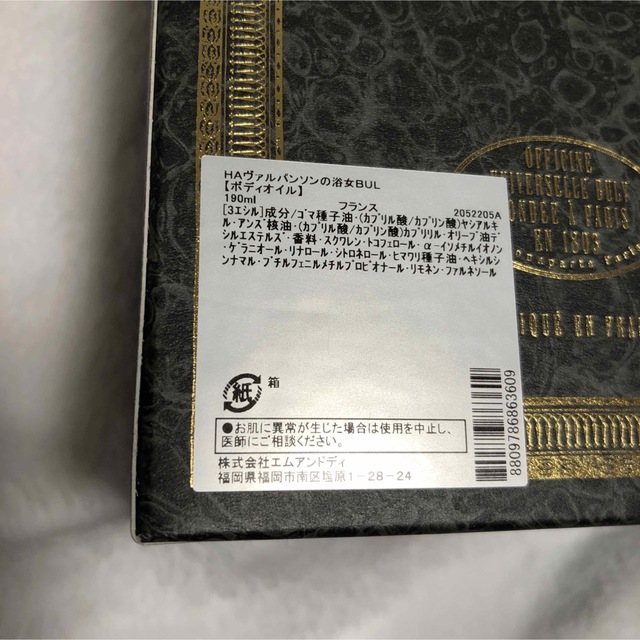 HAヴァルパンソンの浴女BUL
【ボディオイル】
190ml フランス 2052205A
[3エシル]成分/ゴマ種子油・(カプリル酸/カプリン酸)ヤシアルキ
ル・アンズ核油・(カプリル酸/カプリン酸)カプリリル・オリーブ油デ
シルエステルズ・香料・スクワレン・トコフェロール・α-イソメチルイオノン
・ゲラニオール・リナロール・シトロネロール・ヒマワリ種子油・ヘキシルシ
ンナマル・ブチルフェニルメチルプロピオナール・リモネン・ファルネソール
紙 箱
●お肌に異常が生じた場合は使用を中止し、
医師にご相談ください。
株式会社エムアンドディ
福岡県福岡市南区塩原1-28-24
8809786863609
OFFICINE
UNIVERSELLE BULY
FONDÉE À PARIS
EN 1803